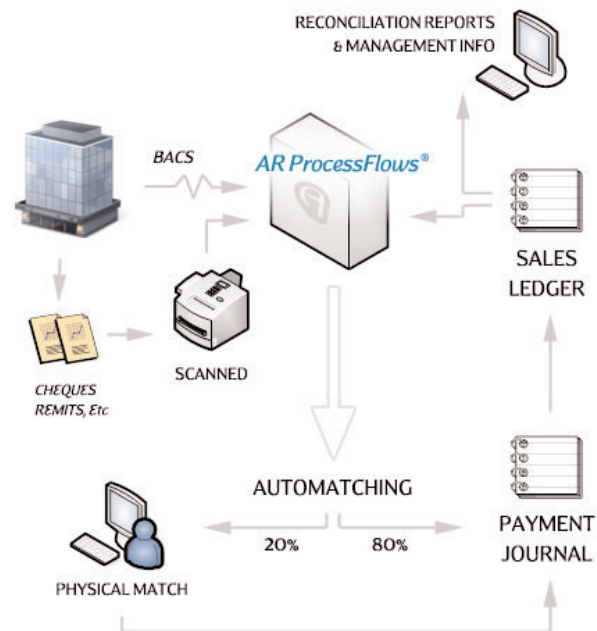 RECONCILIATION REPORTS
& MANAGEMENT INFO
BACS
AR ProcessFlows®
SALES
LEDGER
SCANNED
CHEQUES
REMITS, Etc
AUTOMATCHING
20%
80%
PAYMENT
JOURNAL
PHYSICAL MATCH